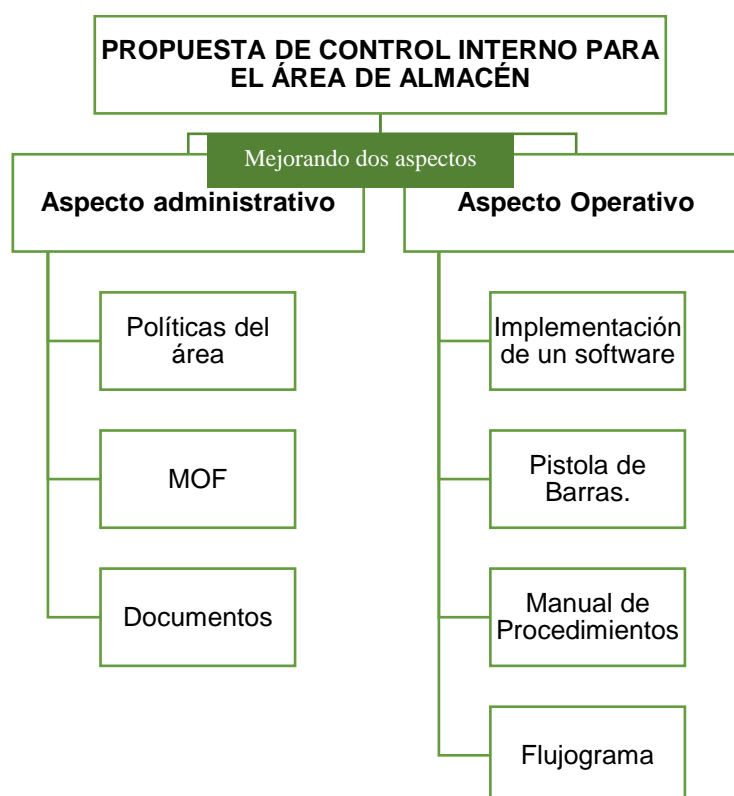 PROPUESTA DE CONTROL INTERNO PARA
EL ÁREA DE ALMACÉN
Mejorando dos aspectos
Aspecto administrativo
Políticas del
área
MOF
Documentos
Aspecto Operativo
Implementación
de un software
Pistola de
Barras.
Manual de
Procedimientos
Flujograma